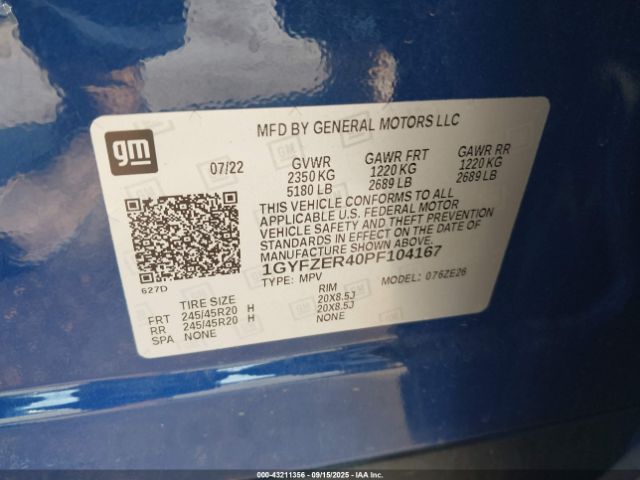 gm
MFD BY GENERAL MOTORS LLC
07/22 GVWR GAWR FRT GAWR RR
2350 KG 1220 KG 1220 KG
5180 LB 2689 LB 2689 LB
THIS VEHICLE CONFORMS TO ALL
APPLICABLE U.S. FEDERAL MOTOR
VEHICLE SAFETY AND THEFT PREVENTION
STANDARDS IN EFFECT ON THE DATE OF
MANUFACTURE SHOWN ABOVE.
1GYFZER40PF104167
627D TYPE: MPV MODEL: 076ZE26
TIRE SIZE RIM
FRT 245/45R20 H 20X8.5J
RR 245/45R20 H 20X8.5J
SPA NONE NONE
© COPART - 43211356 - 09/15/2025 - IAA Inc.